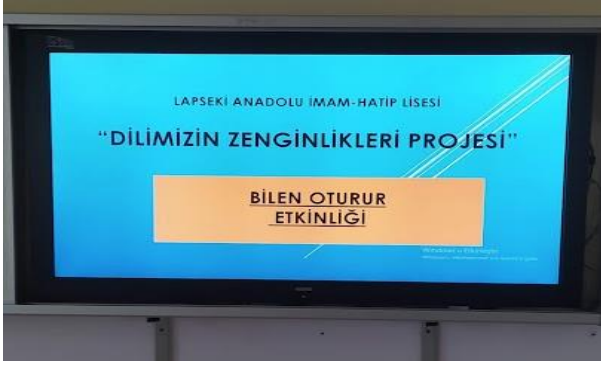 LAPSEKİ ANADOLU İMAM-HATİP LİSESİ
“DİLİMİZİN ZENGİNLİKLERİ PROJESİ”
BİLEN OTURUR
ETKİNLİĞİ